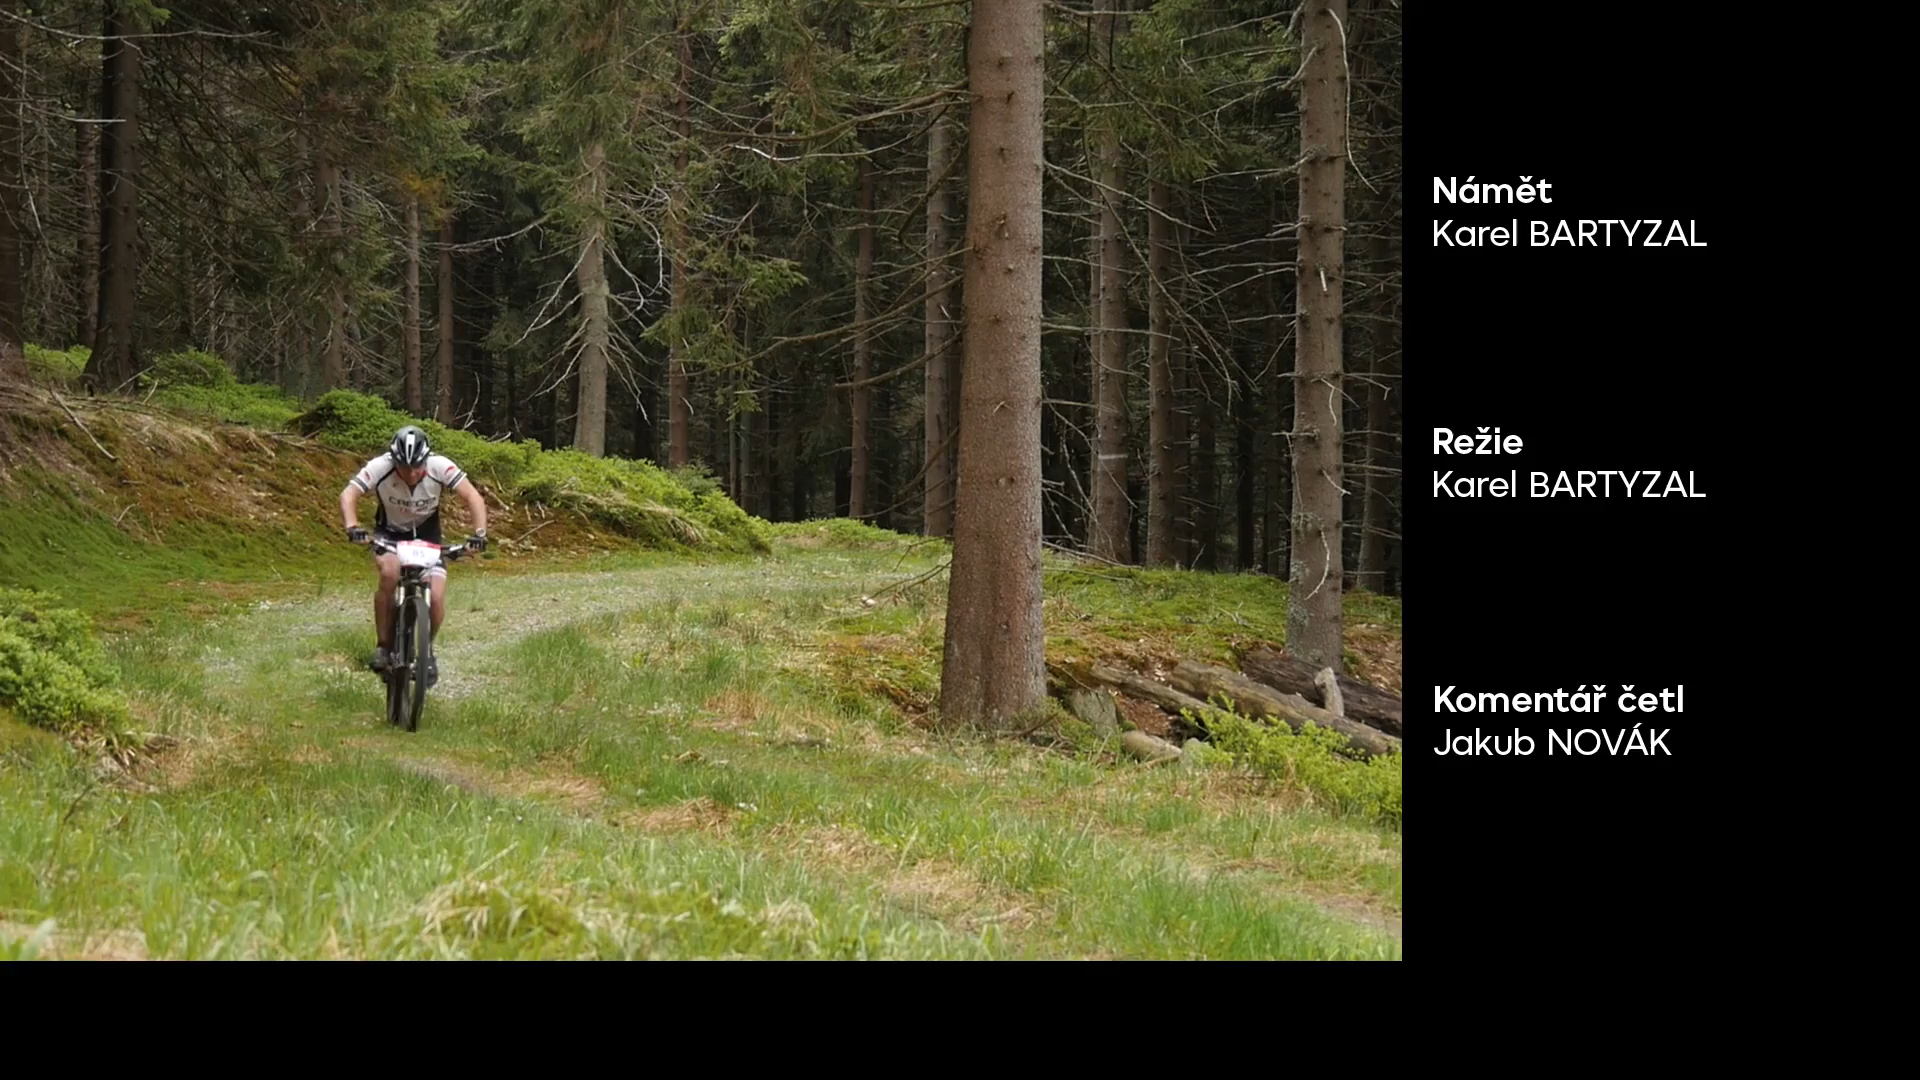 Námět
Karel BARTYZAL
Režie
Karel BARTYZAL
Komentář četl
Jakub NOVÁK